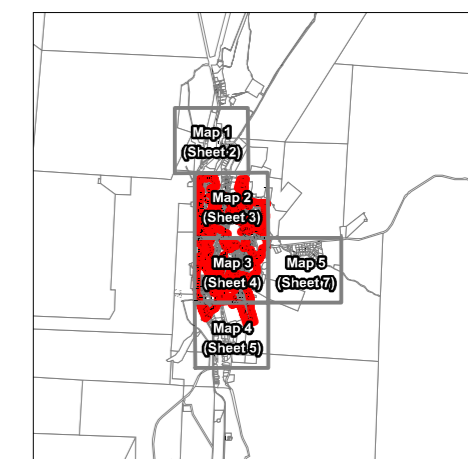 Map 1
(Sheet 2)
Map 2
(Sheet 3)
Map 3
(Sheet 4)
Map 5
(Sheet 7)
Map 4
(Sheet 5)